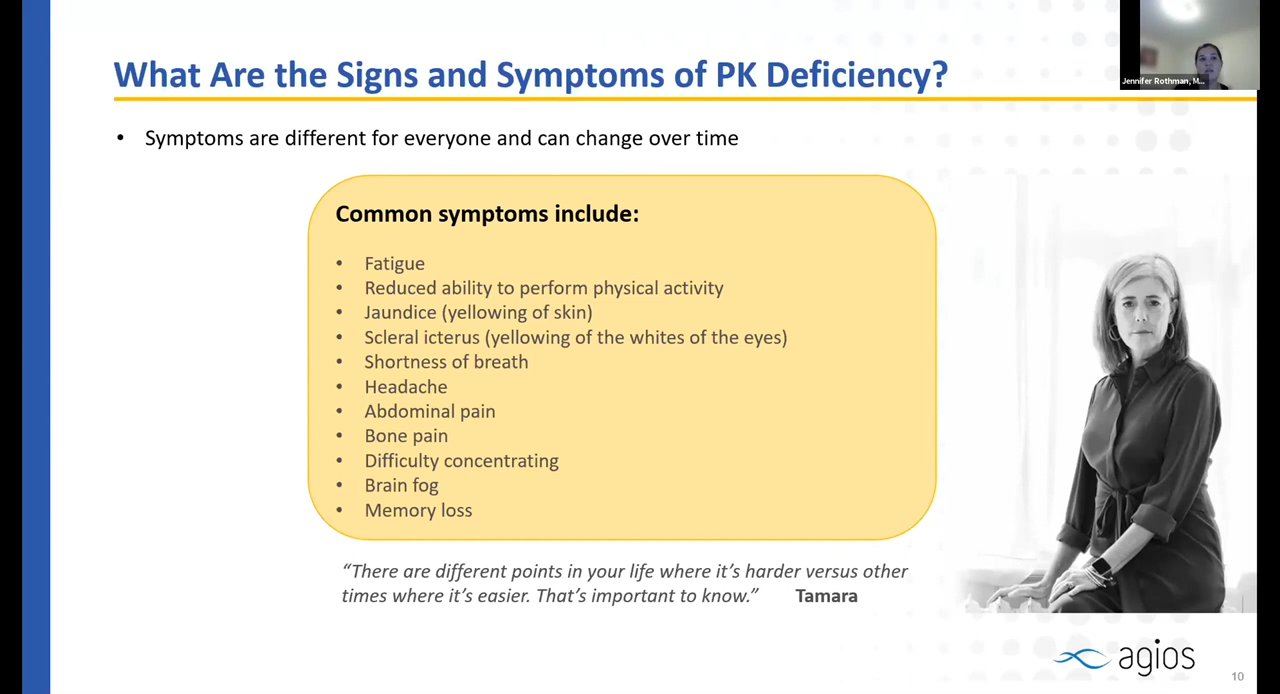 What Are the Signs and Symptoms of PK Deficiency?
Jennifer Rothman, M...
• Symptoms are different for everyone and can change over time
Common symptoms include:
• Fatigue
• Reduced ability to perform physical activity
• Jaundice (yellowing of skin)
• Scleral icterus (yellowing of the whites of the eyes)
• Shortness of breath
• Headache
• Abdominal pain
• Bone pain
• Difficulty concentrating
• Brain fog
• Memory loss
“There are different points in your life where it’s harder versus other
times where it’s easier. That’s important to know.” Tamara
agios
10